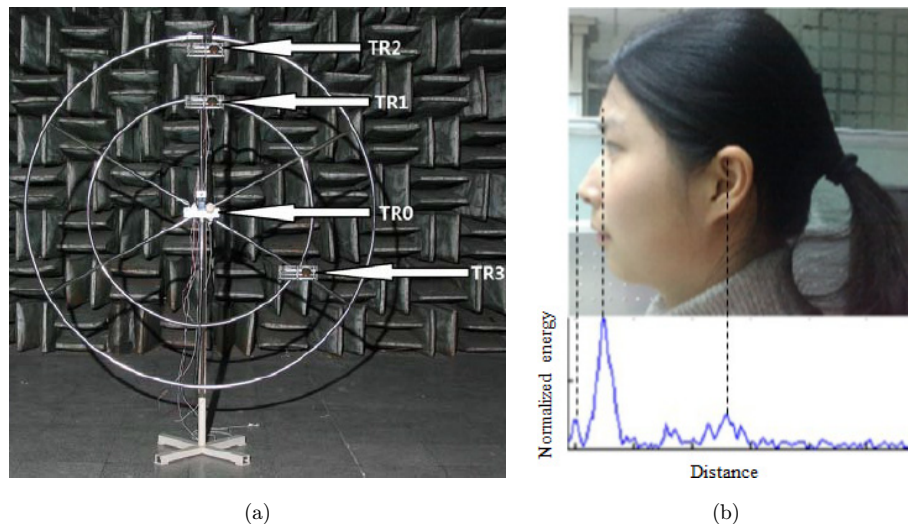 TR2
TR1
TR0
TR3
Normalized energy
Distance
(a)
(b)